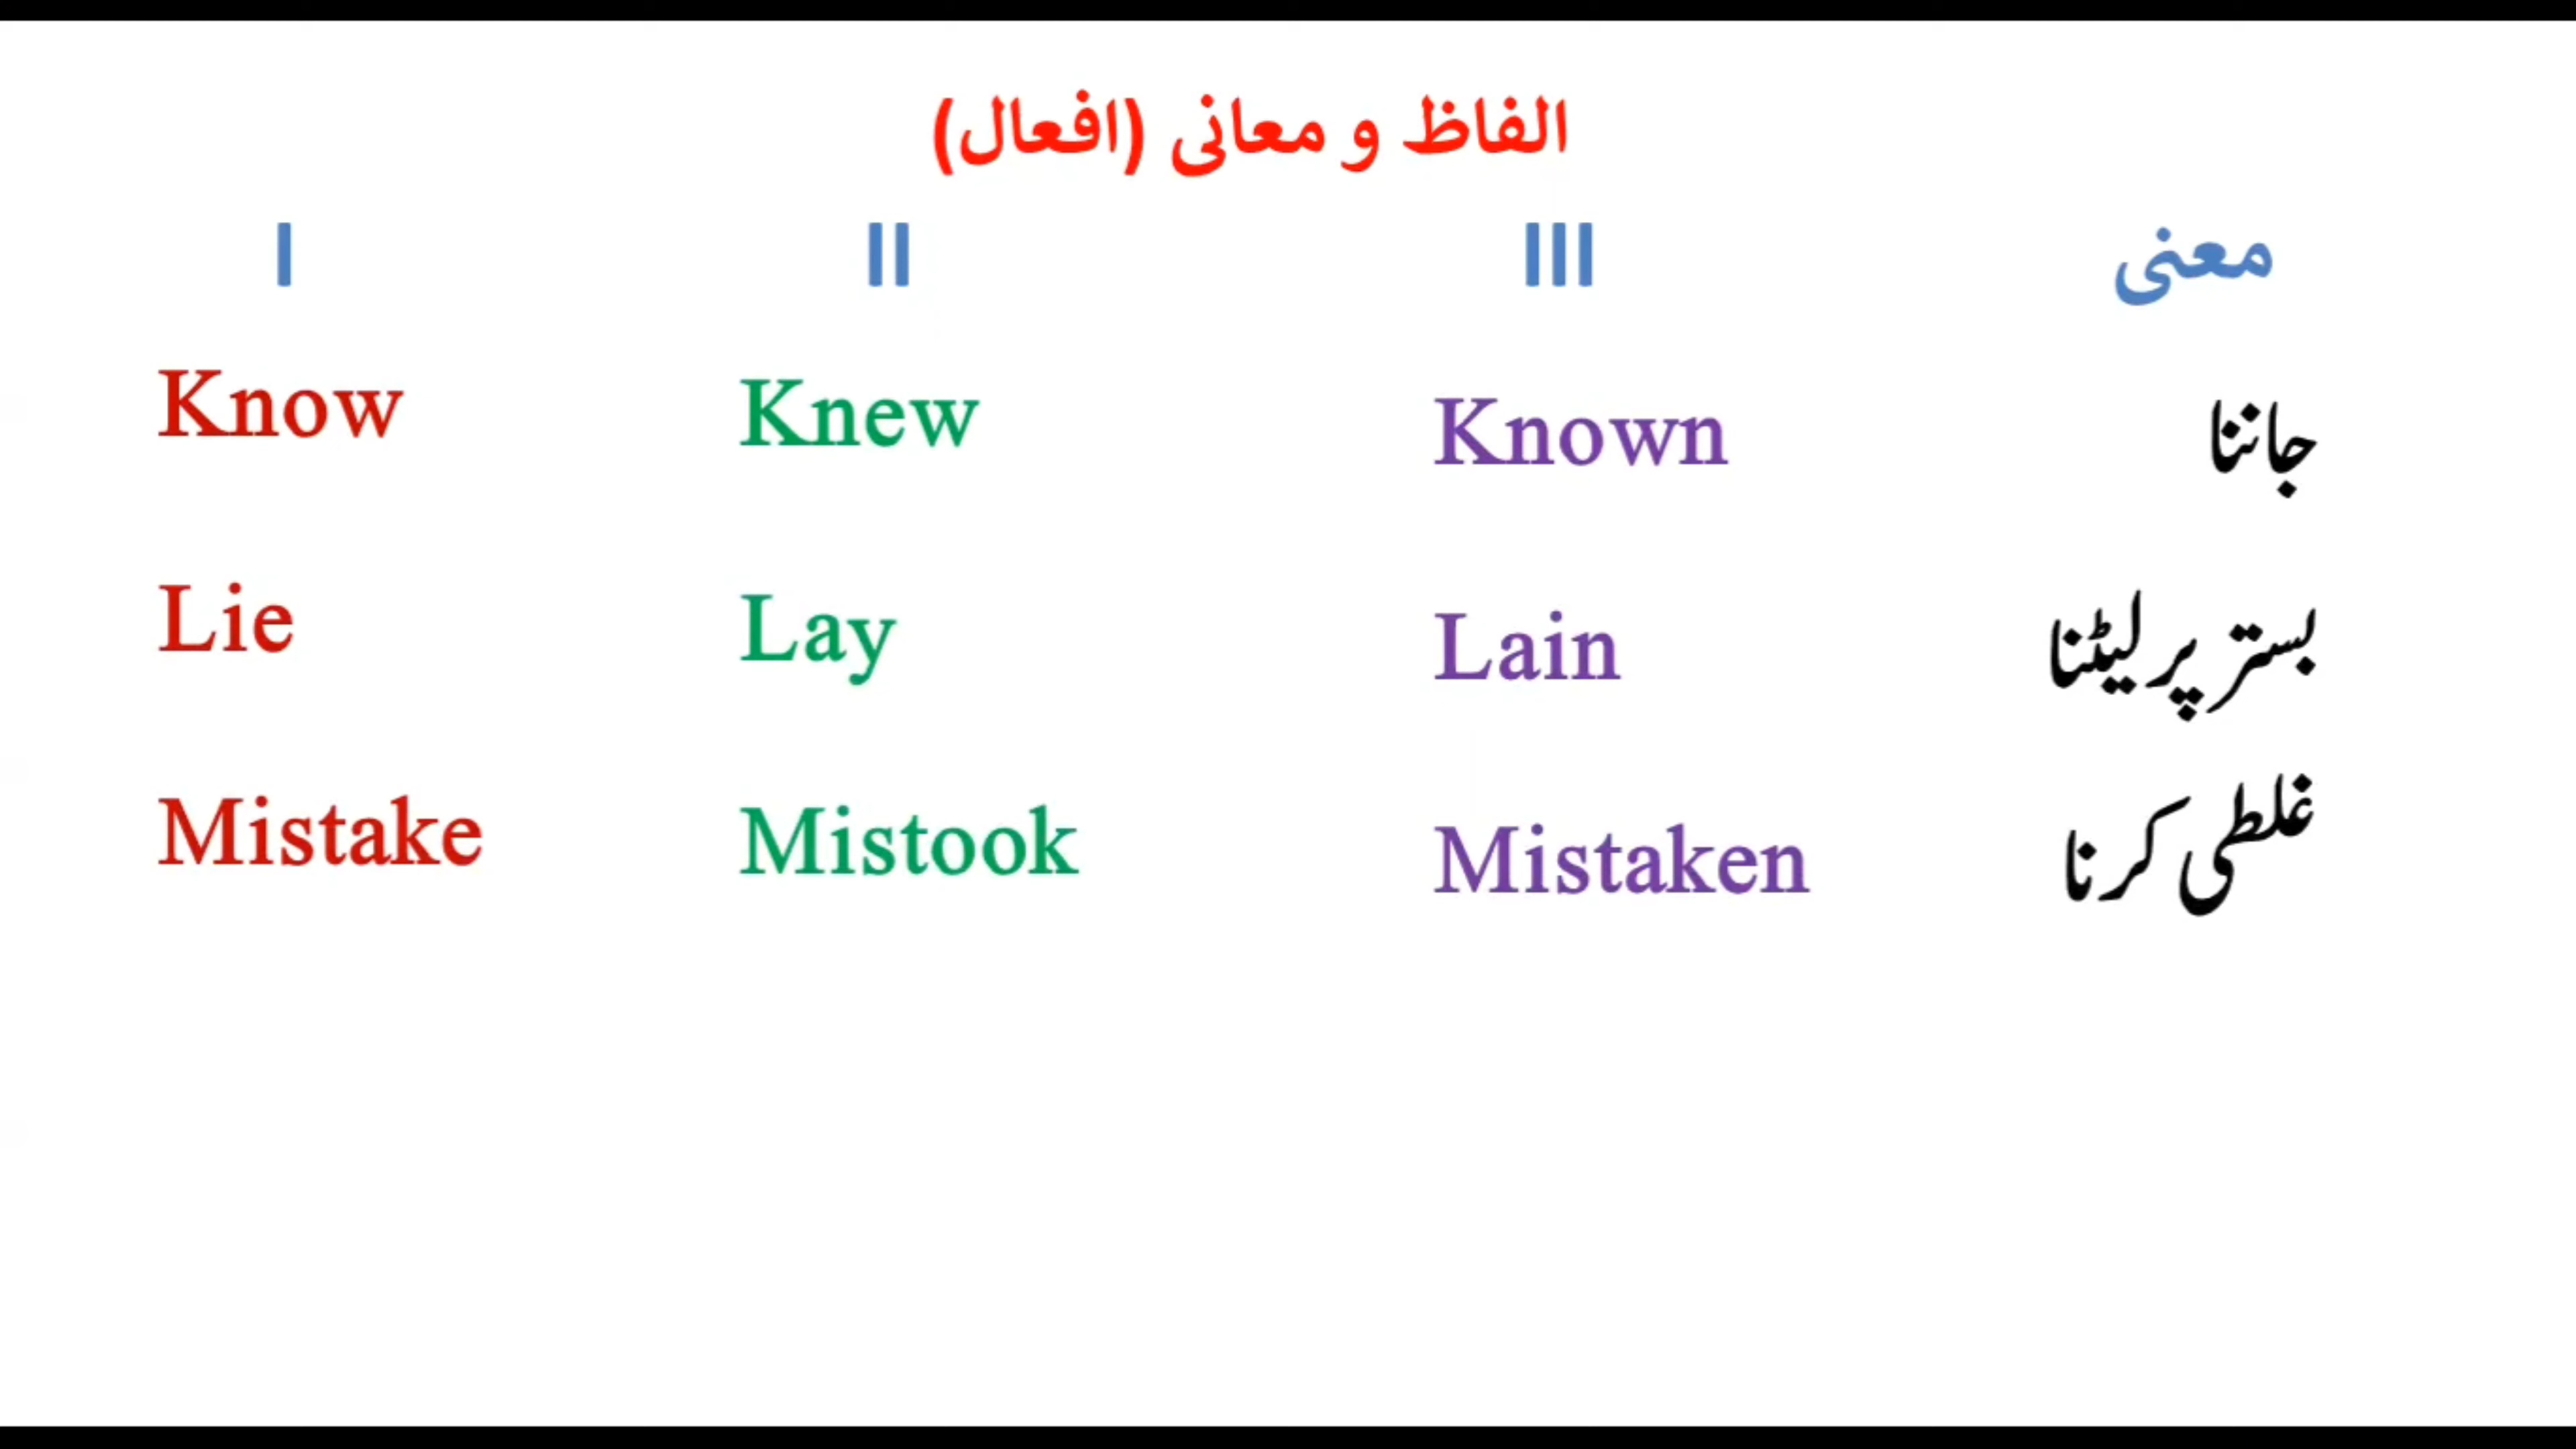 الفاظ و معانی (افعال)
I II III معنی
Know Knew Known جاننا
Lie Lay Lain بستر پر لیٹنا
Mistake Mistook Mistaken غلطی کرنا